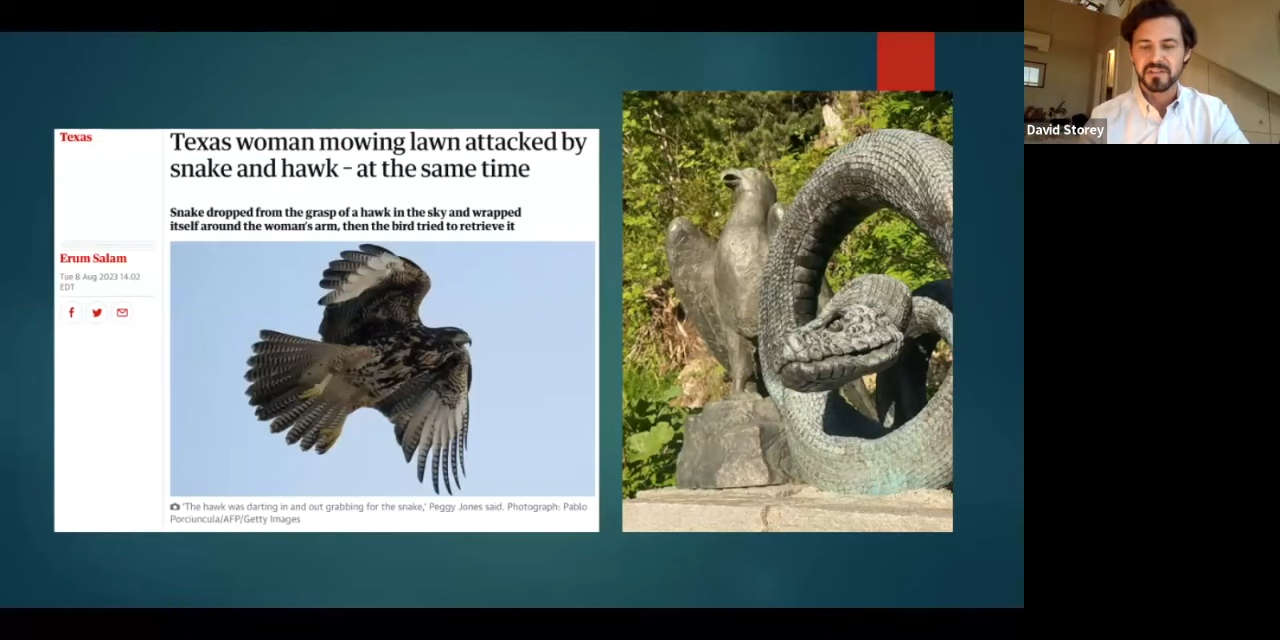 Texas
Texas woman mowing lawn attacked by
snake and hawk – at the same time
Snake dropped from the grasp of a hawk in the sky and wrapped
itself around the woman's arm, then the bird tried to retrieve it
Erum Salam
Tue 8 Aug 2023 14.02
EDT
'The hawk was darting in and out grabbing for the snake,' Peggy Jones said. Photograph: Pablo
Porciuncula/AFP/Getty Images
David Storey